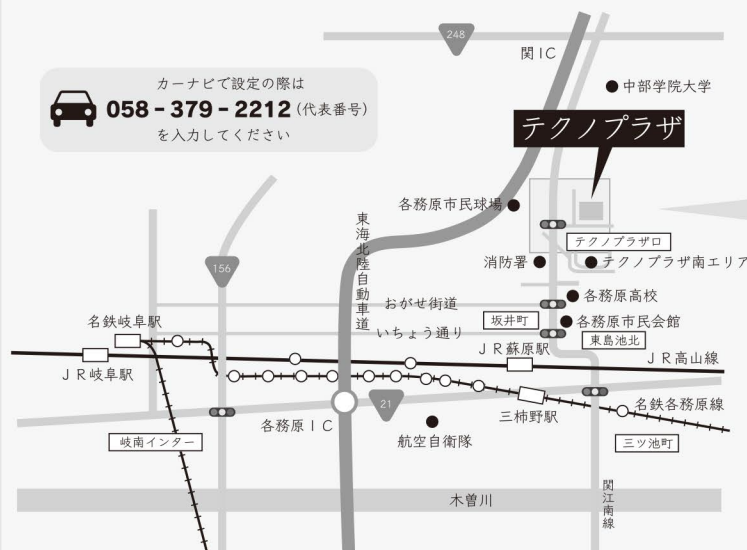 248
関IC
カーナビで設定の際は
058-379-2212(代表番号)
を入力してください
中部学院大学
テクノプラザ
各務原市民球場
東海北陸自動車道
テクノプラザ口
消防署
テクノプラザ南エリア
156
おがせ街道
各務原高校
坂井町
名鉄岐阜駅
いちょう通り
各務原市民会館
東島池北
JR蘇原駅
JR高山線
JR岐阜駅
21
名鉄各務原線
各務原IC
三柿野駅
岐南インター
航空自衛隊
三ツ池町
木曽川
関江南線